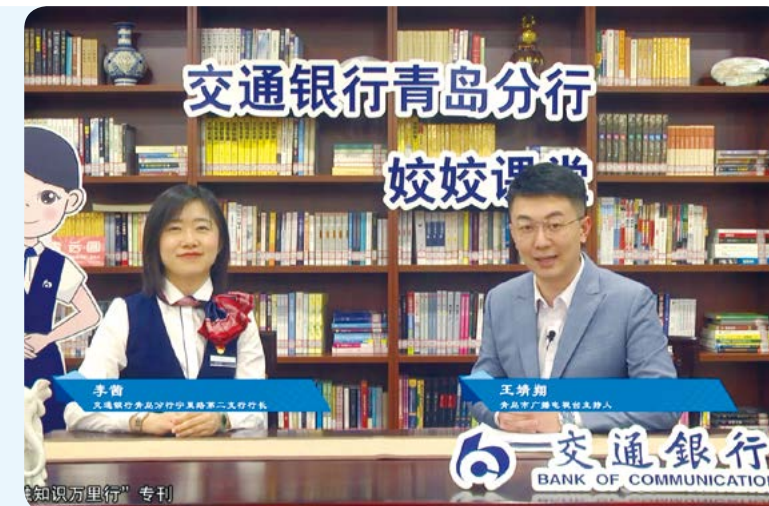 交通银行青岛分行
姣姣课堂
李茜
交通银行青岛分行宁夏路第二支行行长
王靖翔
青岛市广播电视台主持人
交通銀行
BANK OF COMMUNICATION
知识万里行”专刊